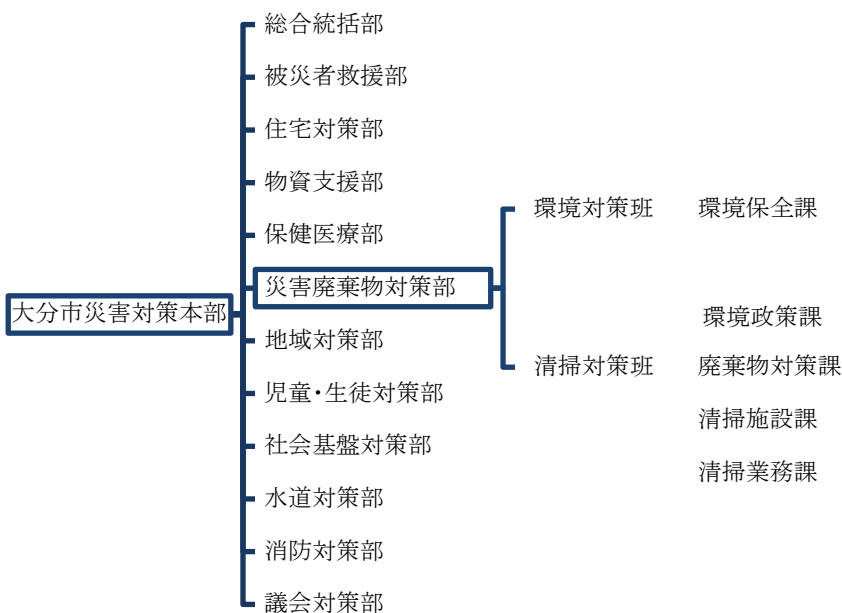 総合統括部
被災者救援部
住宅対策部
物資支援部
環境対策班 環境保全課
保健医療部
災害廃棄物対策部
大分市災害対策本部
環境政策課
地域対策部
清掃対策班 廃棄物対策課
児童・生徒対策部
清掃施設課
社会基盤対策部
清掃業務課
水道対策部
消防対策部
議会対策部